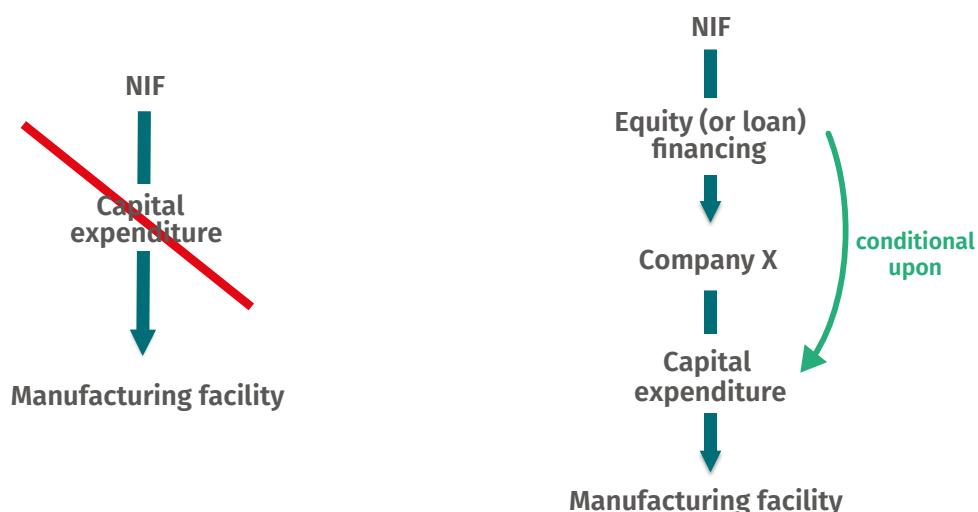 NIF
Capital
expenditure
Manufacturing facility
NIF
Equity (or loan)
financing
Company X
conditional
upon
Capital
expenditure
Manufacturing facility